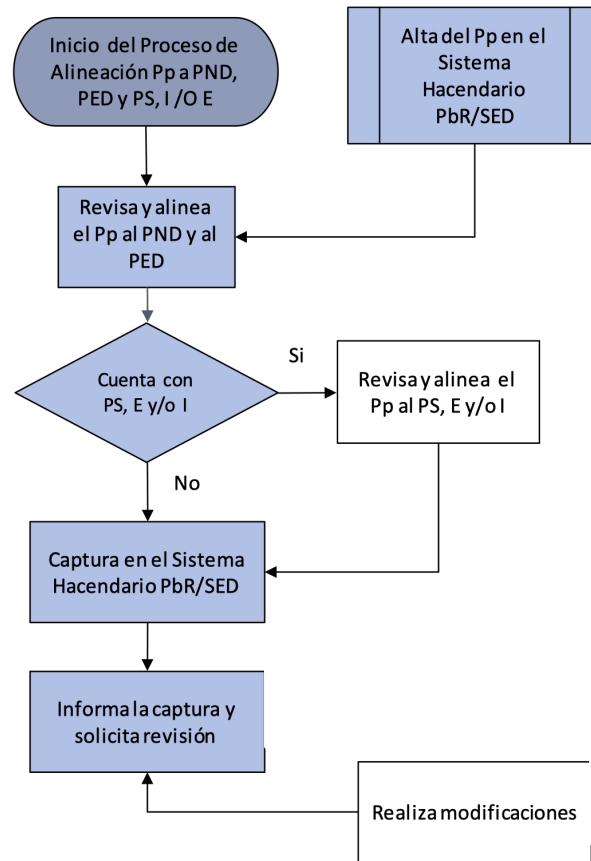 Inicio del Proceso de
Alineación Pp a PND,
PED y PS, I /O E
Alta del Pp en el
Sistema
Hacendario
PbR/SED
Revisa y alinea
el Pp al PND y al
PED
Cuenta con
PS, E y/o I
Si
Revisa y alinea el
Pp al PS, E y/o I
No
Captura en el Sistema
Hacendario PbR/SED
Informa la captura y
solicita revisión
Realiza modificaciones